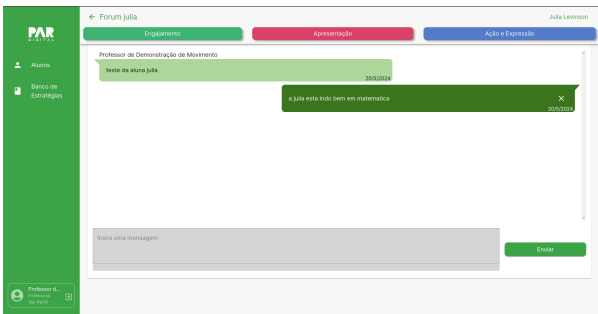 PAR
DIGITAL
Alunos
Banco de
Estratégias
Professor d...
Professor(a)
Ver Perfil
← Forum julia
Julia Levinson
Engajamento
Apresentação
Ação e Expressão
Professor de Demonstração de Movimento
teste da aluna julia
20/5/2024
a julia esta indo bem em matematica
20/5/2024
Insira uma mensagem
Enviar